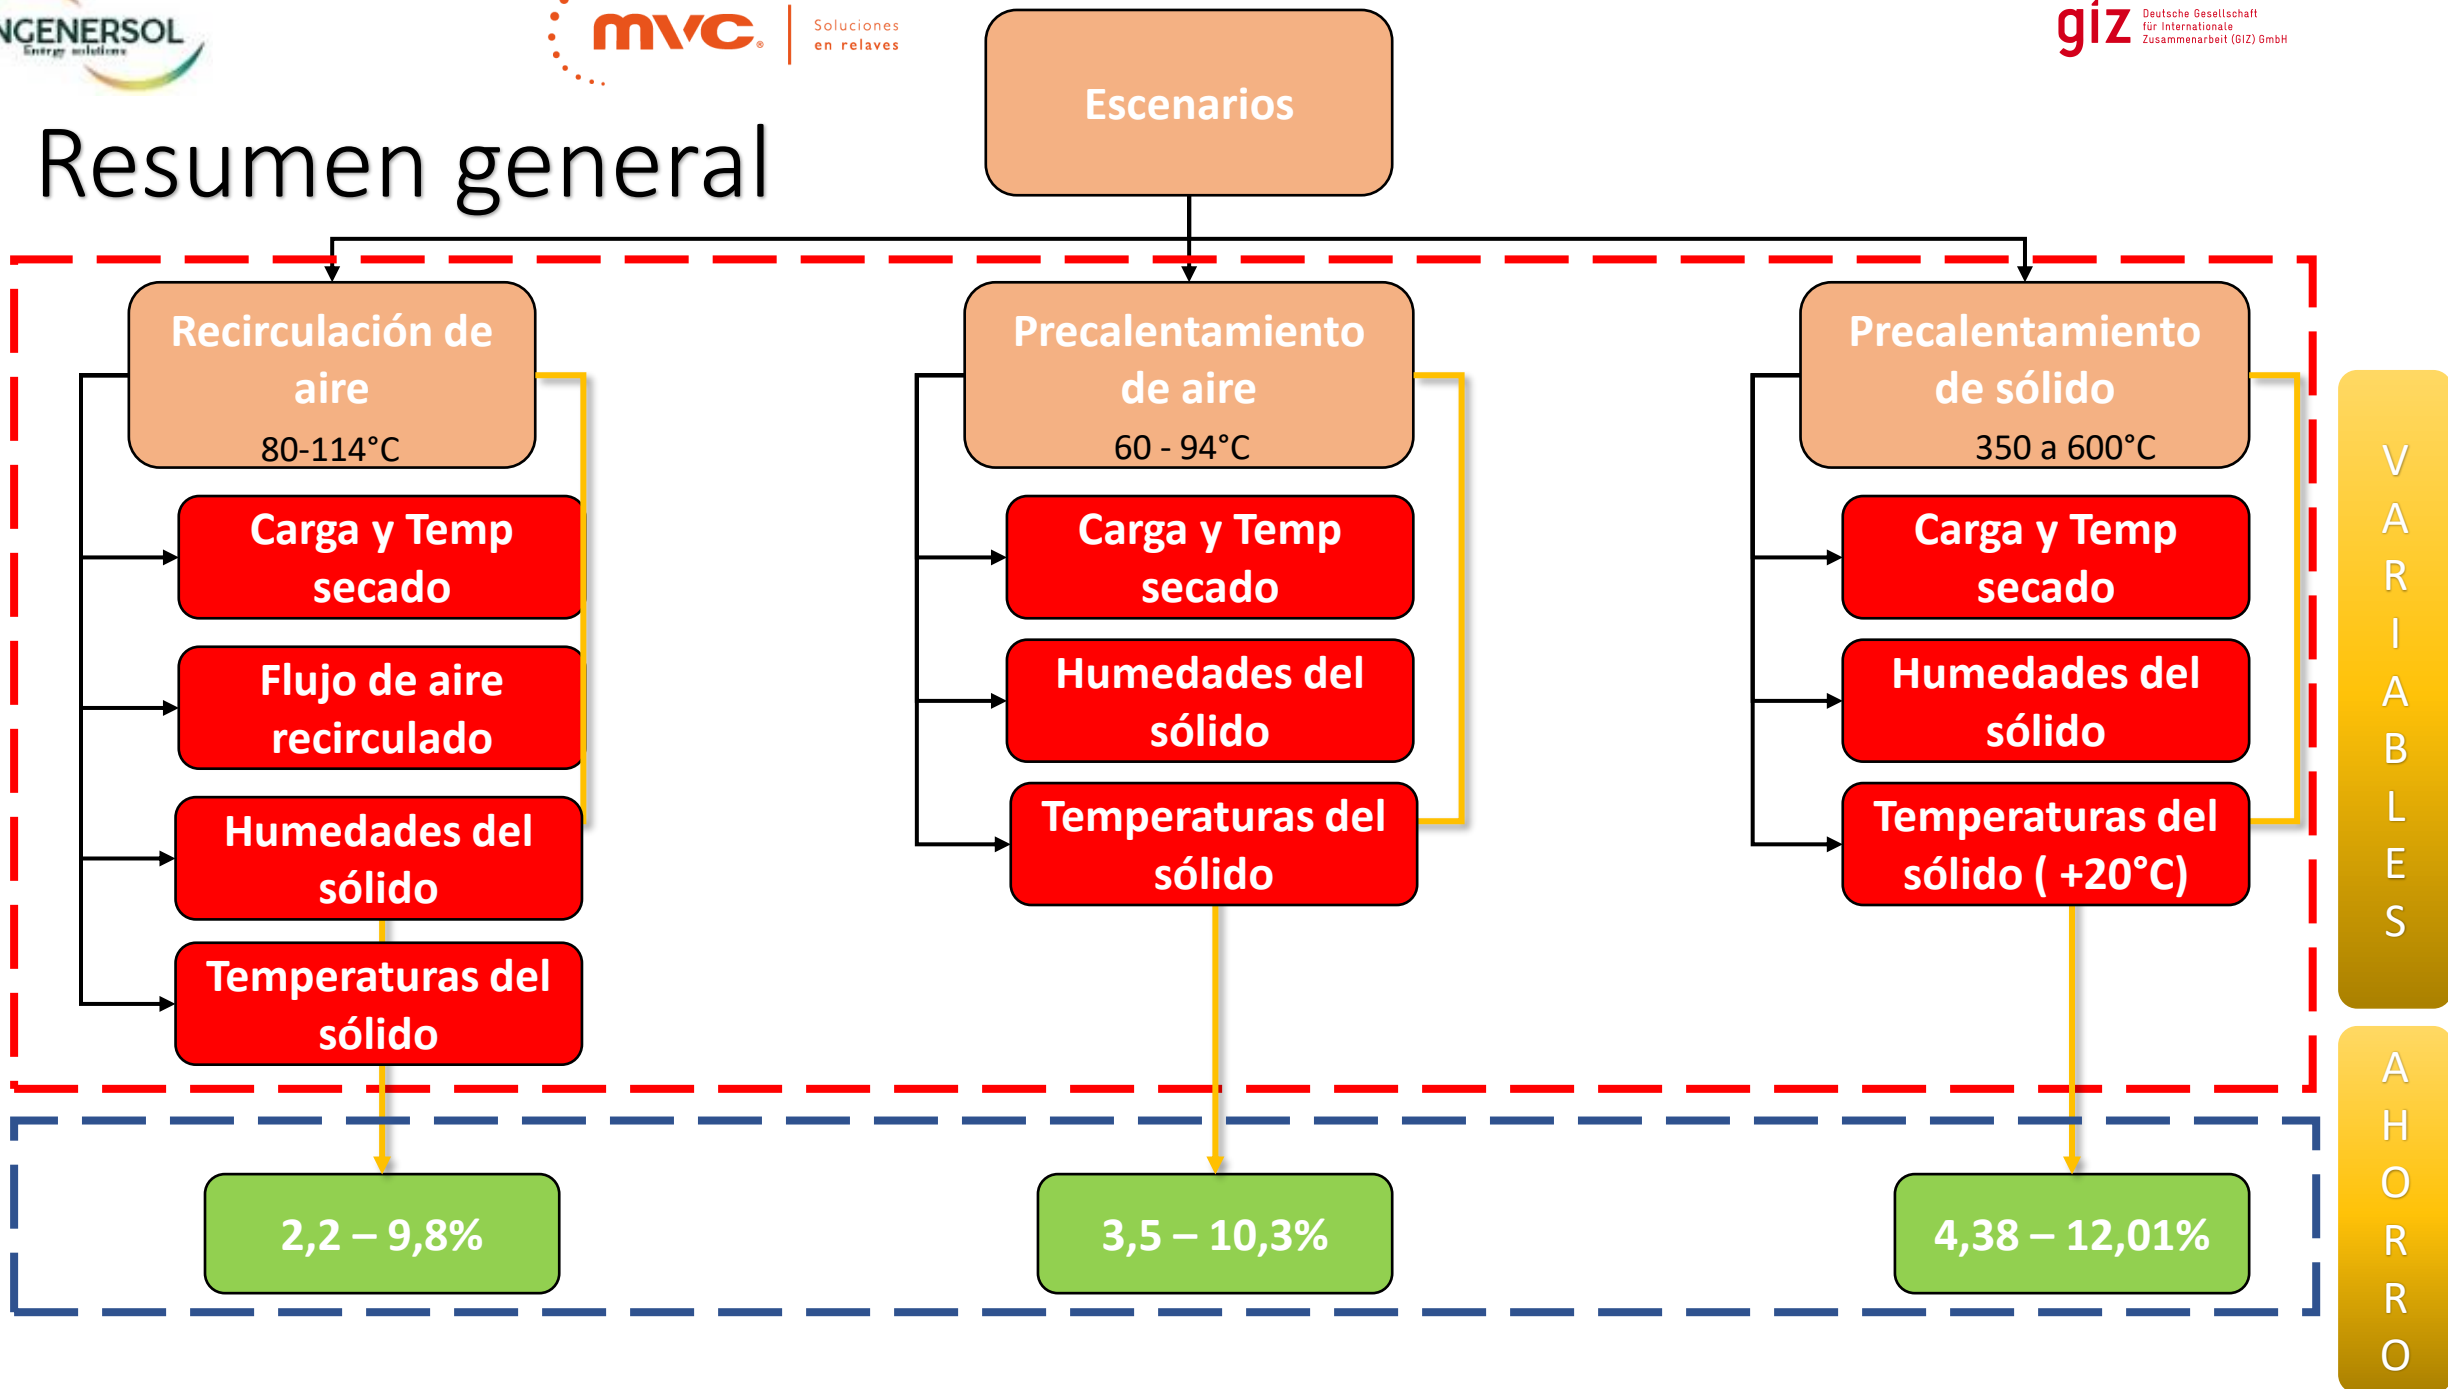 NGENERSOL
Energy solutions
mvc
Soluciones
en relaves
giz
Deutsche Gesellschaft
für Internationale
Zusammenarbeit (GIZ) GmbH
Escenarios
Resumen general
Recirculación de
aire
80-114°C
Precalentamiento
de aire
60 - 94°C
Precalentamiento
de sólido
350 a 600°C
Carga y Temp
secado
Flujo de aire
recirculado
Humedades del
sólido
Temperaturas del
sólido
Carga y Temp
secado
Humedades del
sólido
Temperaturas del
sólido
Carga y Temp
secado
Humedades del
sólido
Temperaturas del
sólido ( +20°C)
V
A
R
I
A
B
L
E
S
2,2 – 9,8%
3,5 – 10,3%
4,38 – 12,01%
A
H
O
R
R
O